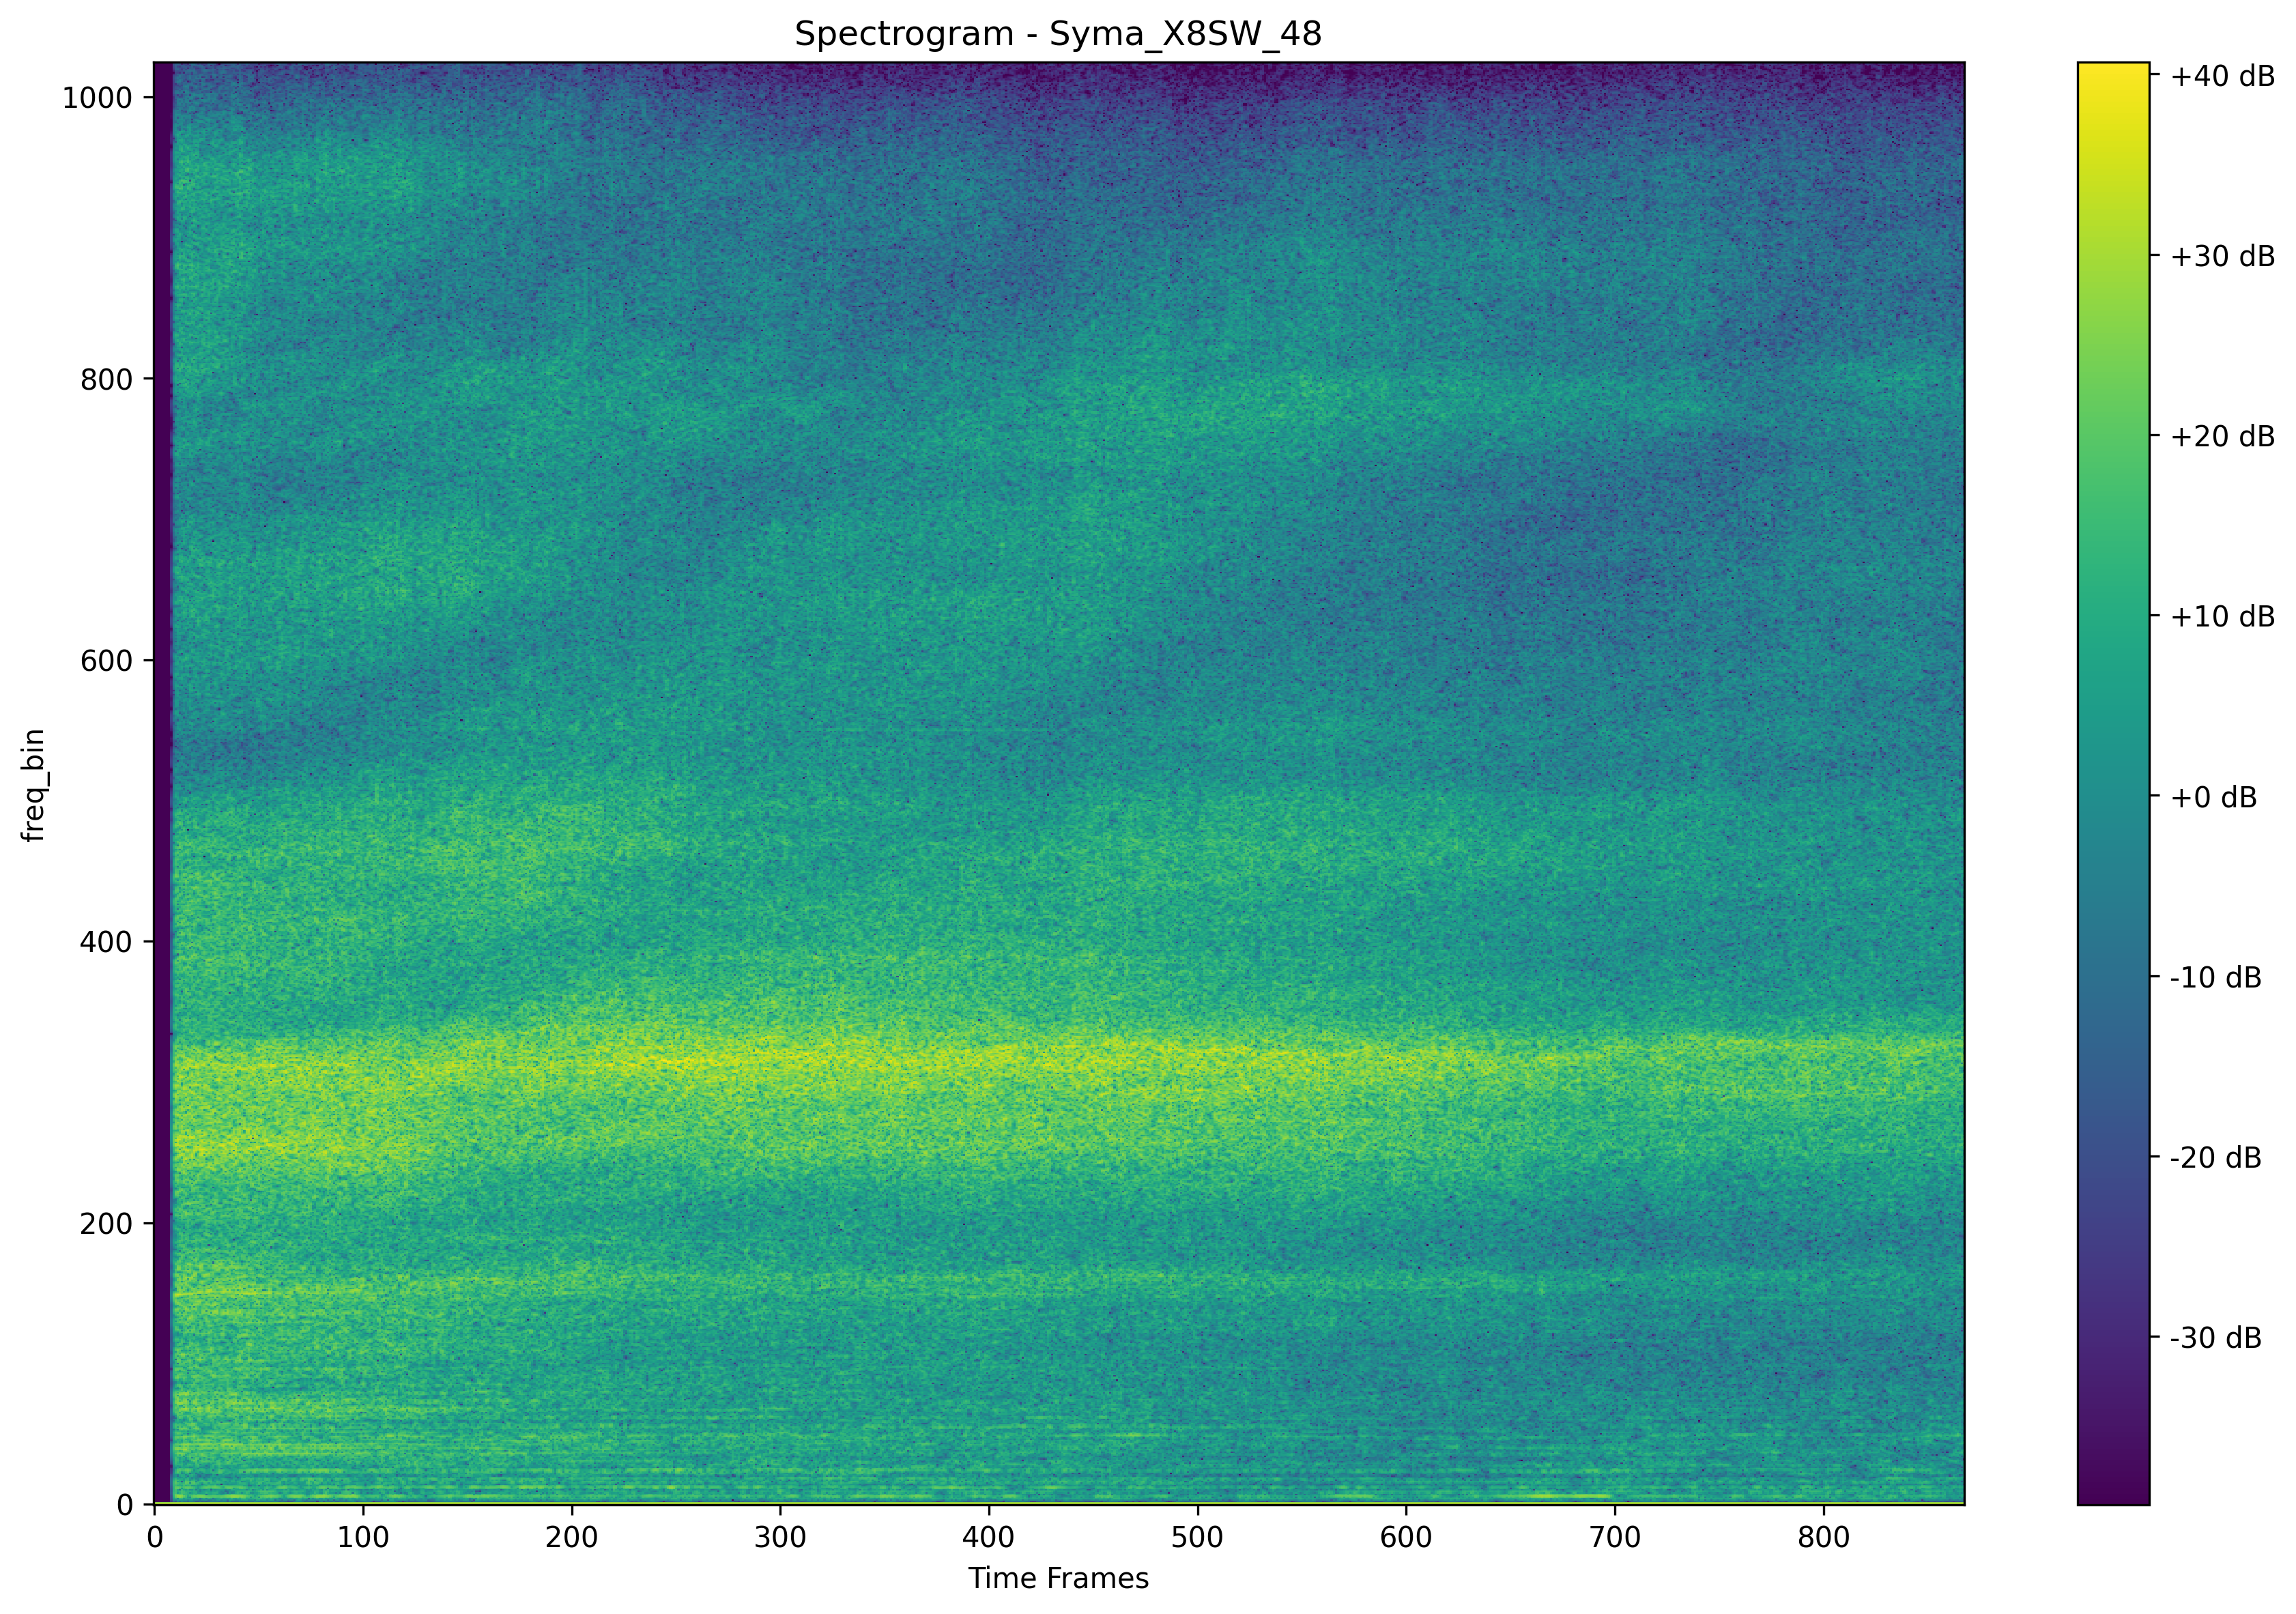 Spectrogram - Syma_X8SW_48
freq_bin
1000
800
600
400
200
0
0 100 200 300 400 500 600 700 800
Time Frames
+40 dB
+30 dB
+20 dB
+10 dB
+0 dB
-10 dB
-20 dB
-30 dB